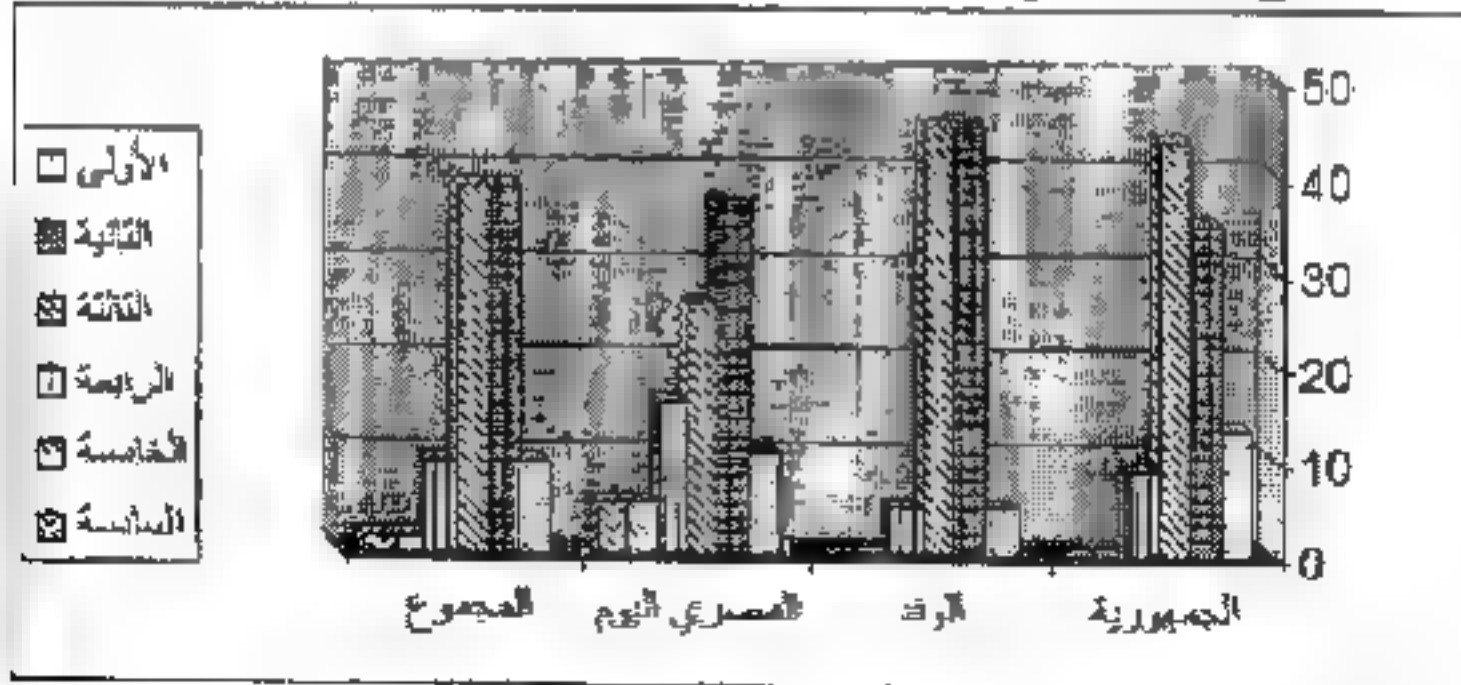 الأولى
الثانية
الثالثة
الرابعة
الخامسة
السادسة
50
40
30
20
10
0
الجمهورية
الوفد
المصري اليوم
المجموع